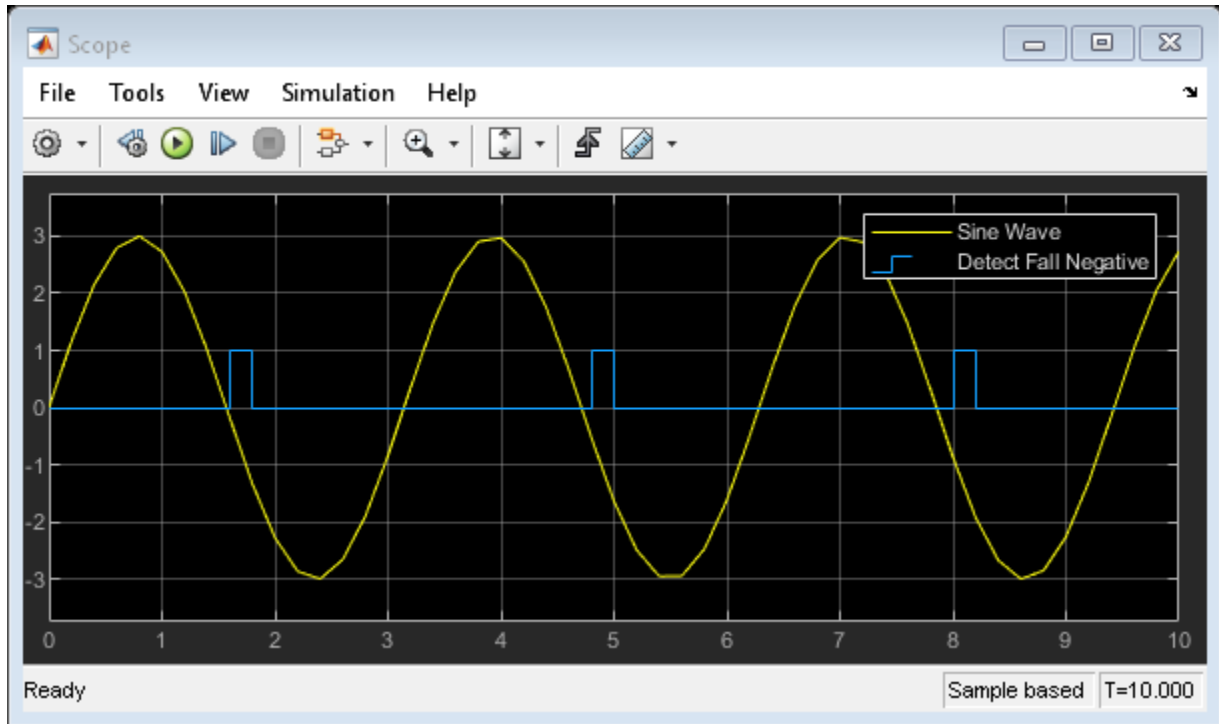 Scope
File Tools View Simulation Help
Sine Wave
Detect Fall Negative
3
2
1
0
-1
-2
-3
0 1 2 3 4 5 6 7 8 9 10
Ready Sample based T=10.000